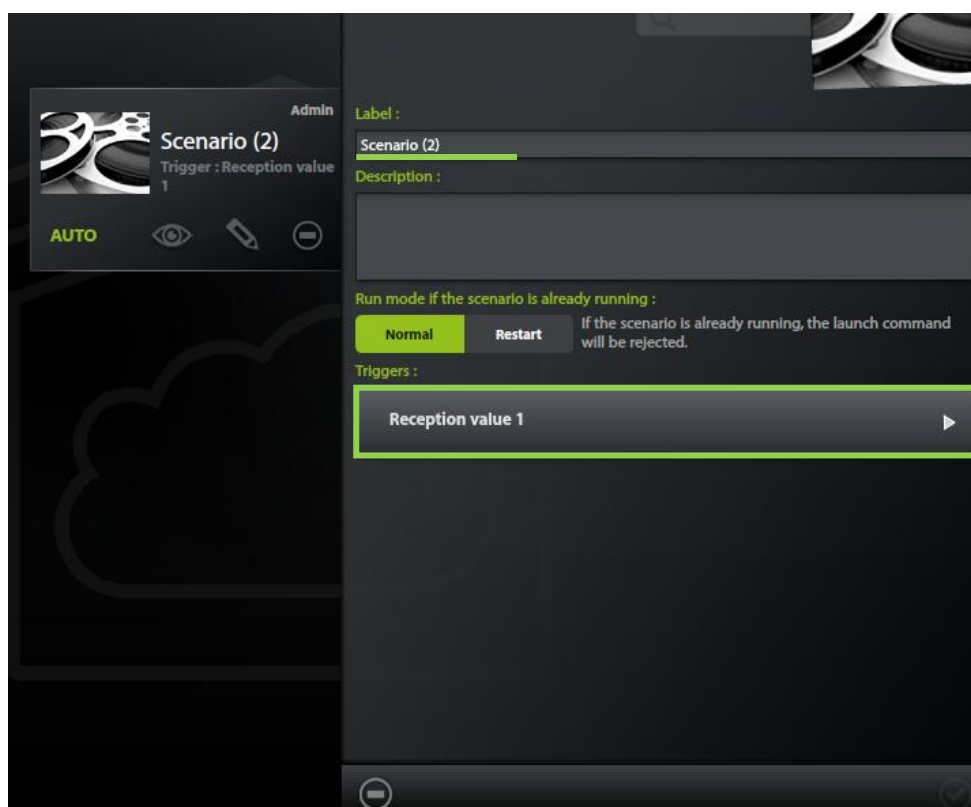 Admin
Scenario (2)
Trigger : Reception value
1
AUTO
Label :
Scenario (2)
Description :
Run mode if the scenario is already running :
Normal
Restart
If the scenario is already running, the launch command
will be rejected.
Triggers :
Reception value 1